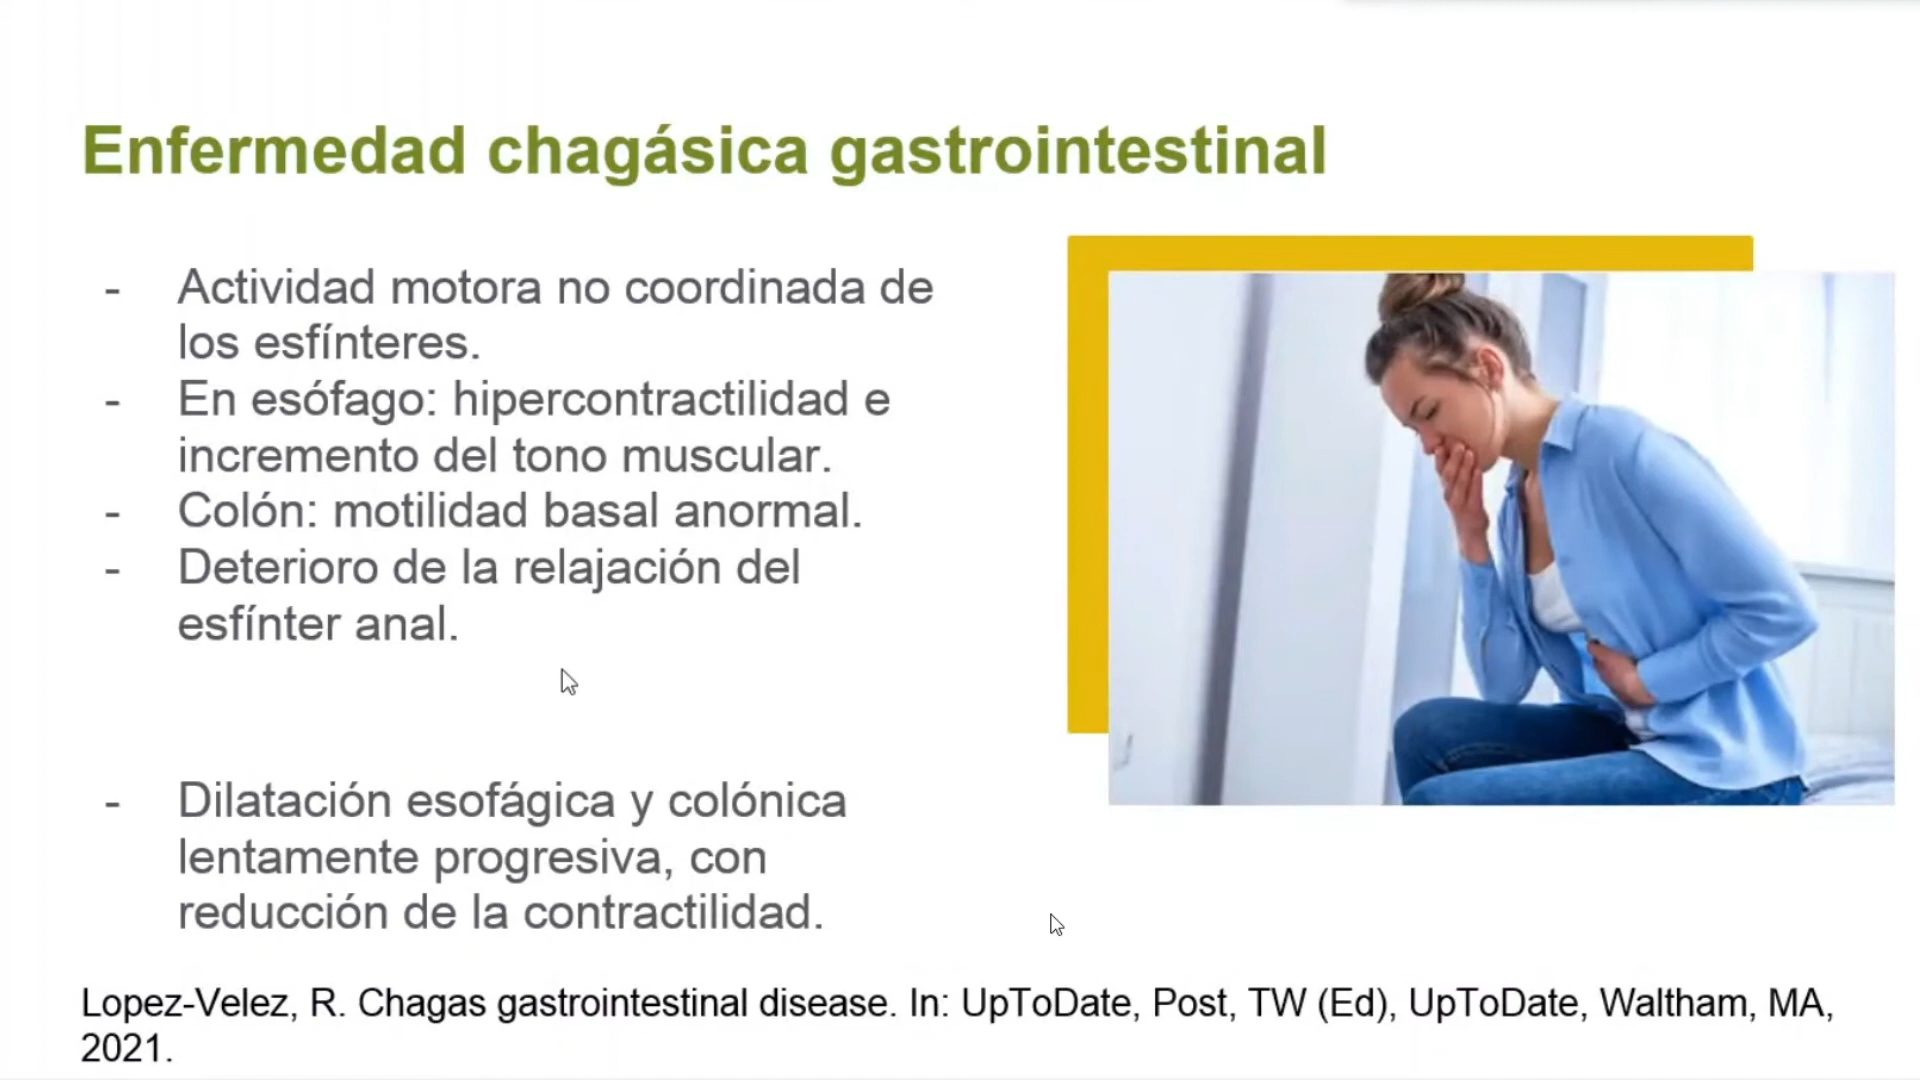 Enfermedad chagásica gastrointestinal
- Actividad motora no coordinada de
los esfínteres.
- En esófago: hipercontractilidad e
incremento del tono muscular.
- Colón: motilidad basal anormal.
- Deterioro de la relajación del
esfínter anal.
- Dilatación esofágica y colónica
lentamente progresiva, con
reducción de la contractilidad.
Lopez-Velez, R. Chagas gastrointestinal disease. In: UpToDate, Post, TW (Ed), UpToDate, Waltham, MA,
2021.